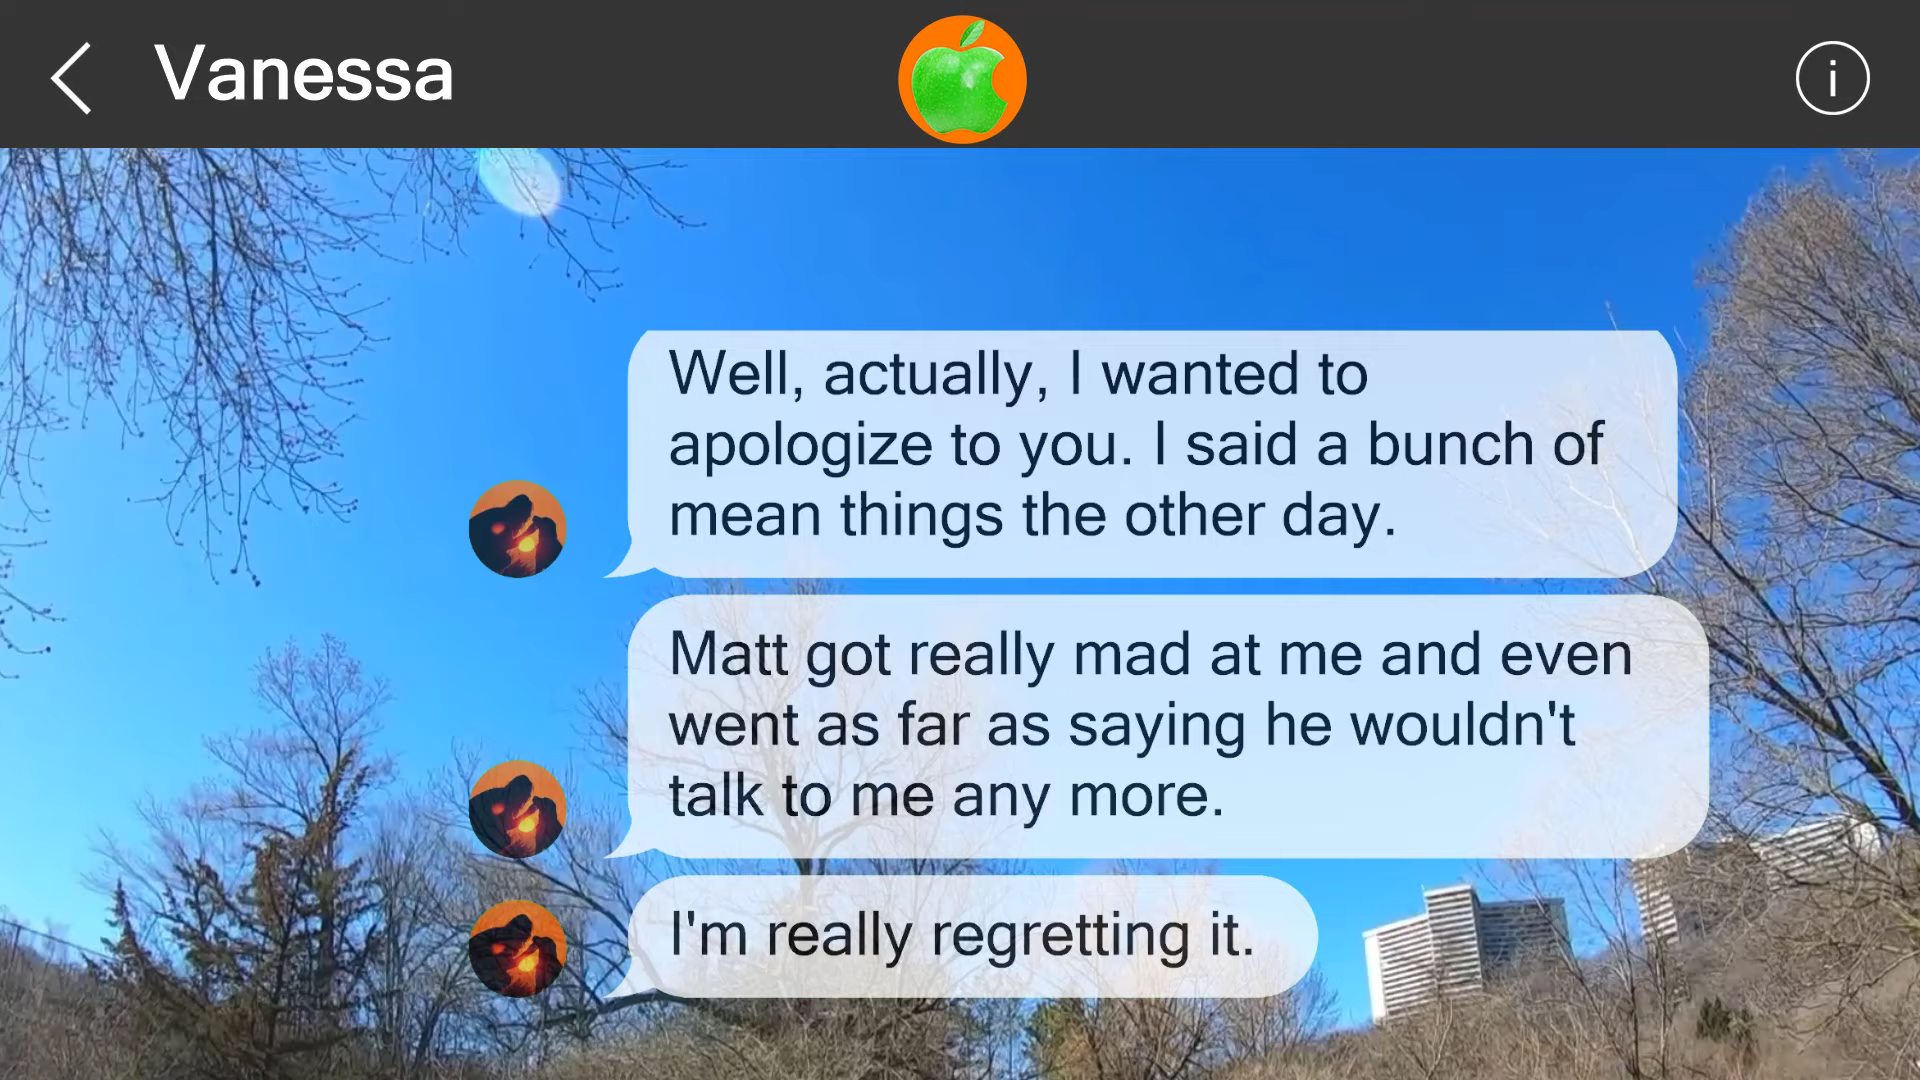 Vanessa
i
Well, actually, I wanted to
apologize to you. I said a bunch of
mean things the other day.
Matt got really mad at me and even
went as far as saying he wouldn't
talk to me any more.
I'm really regretting it.